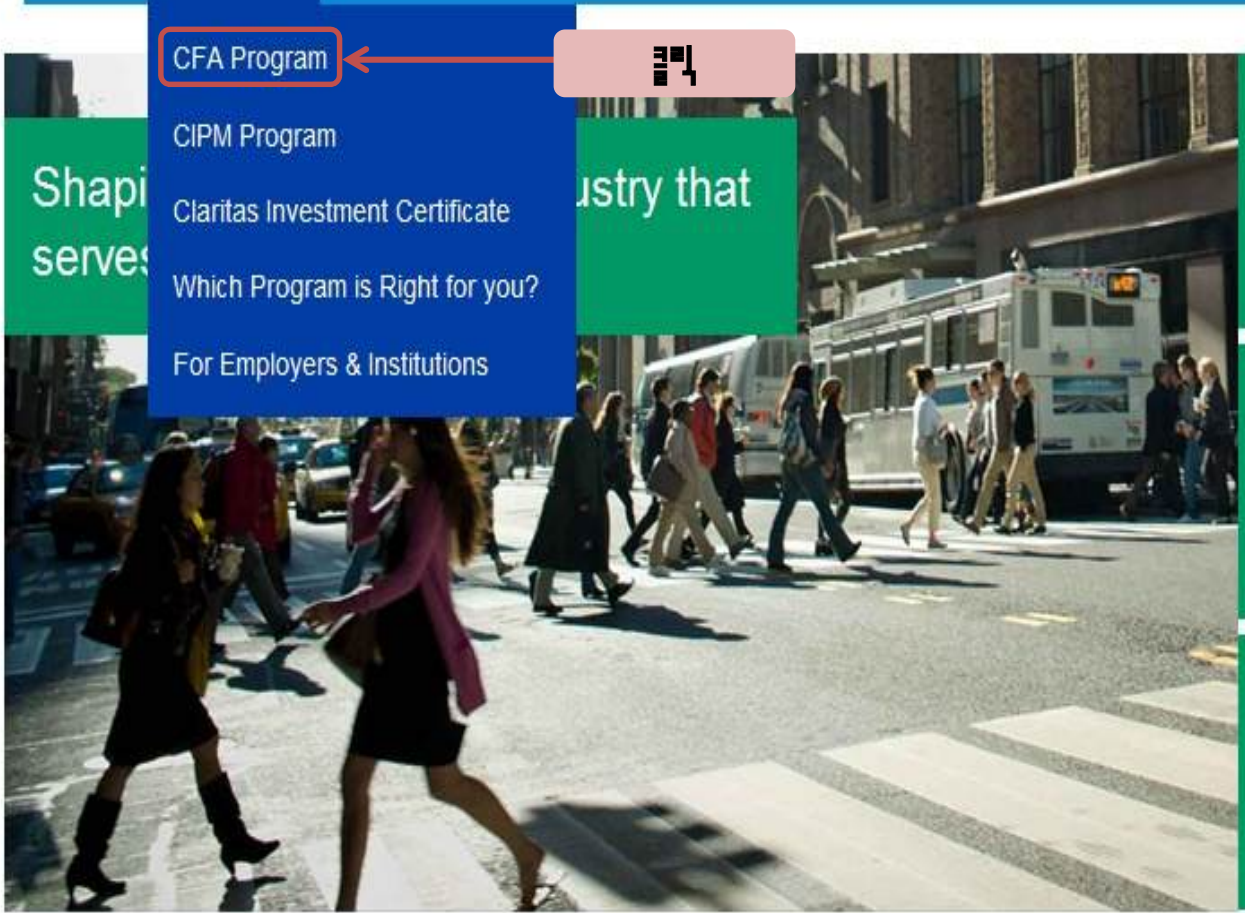 CFA Program
클릭
CIPM Program
Shapi ustry that
Claritas Investment Certificate
serves
Which Program is Right for you?
For Employers & Institutions